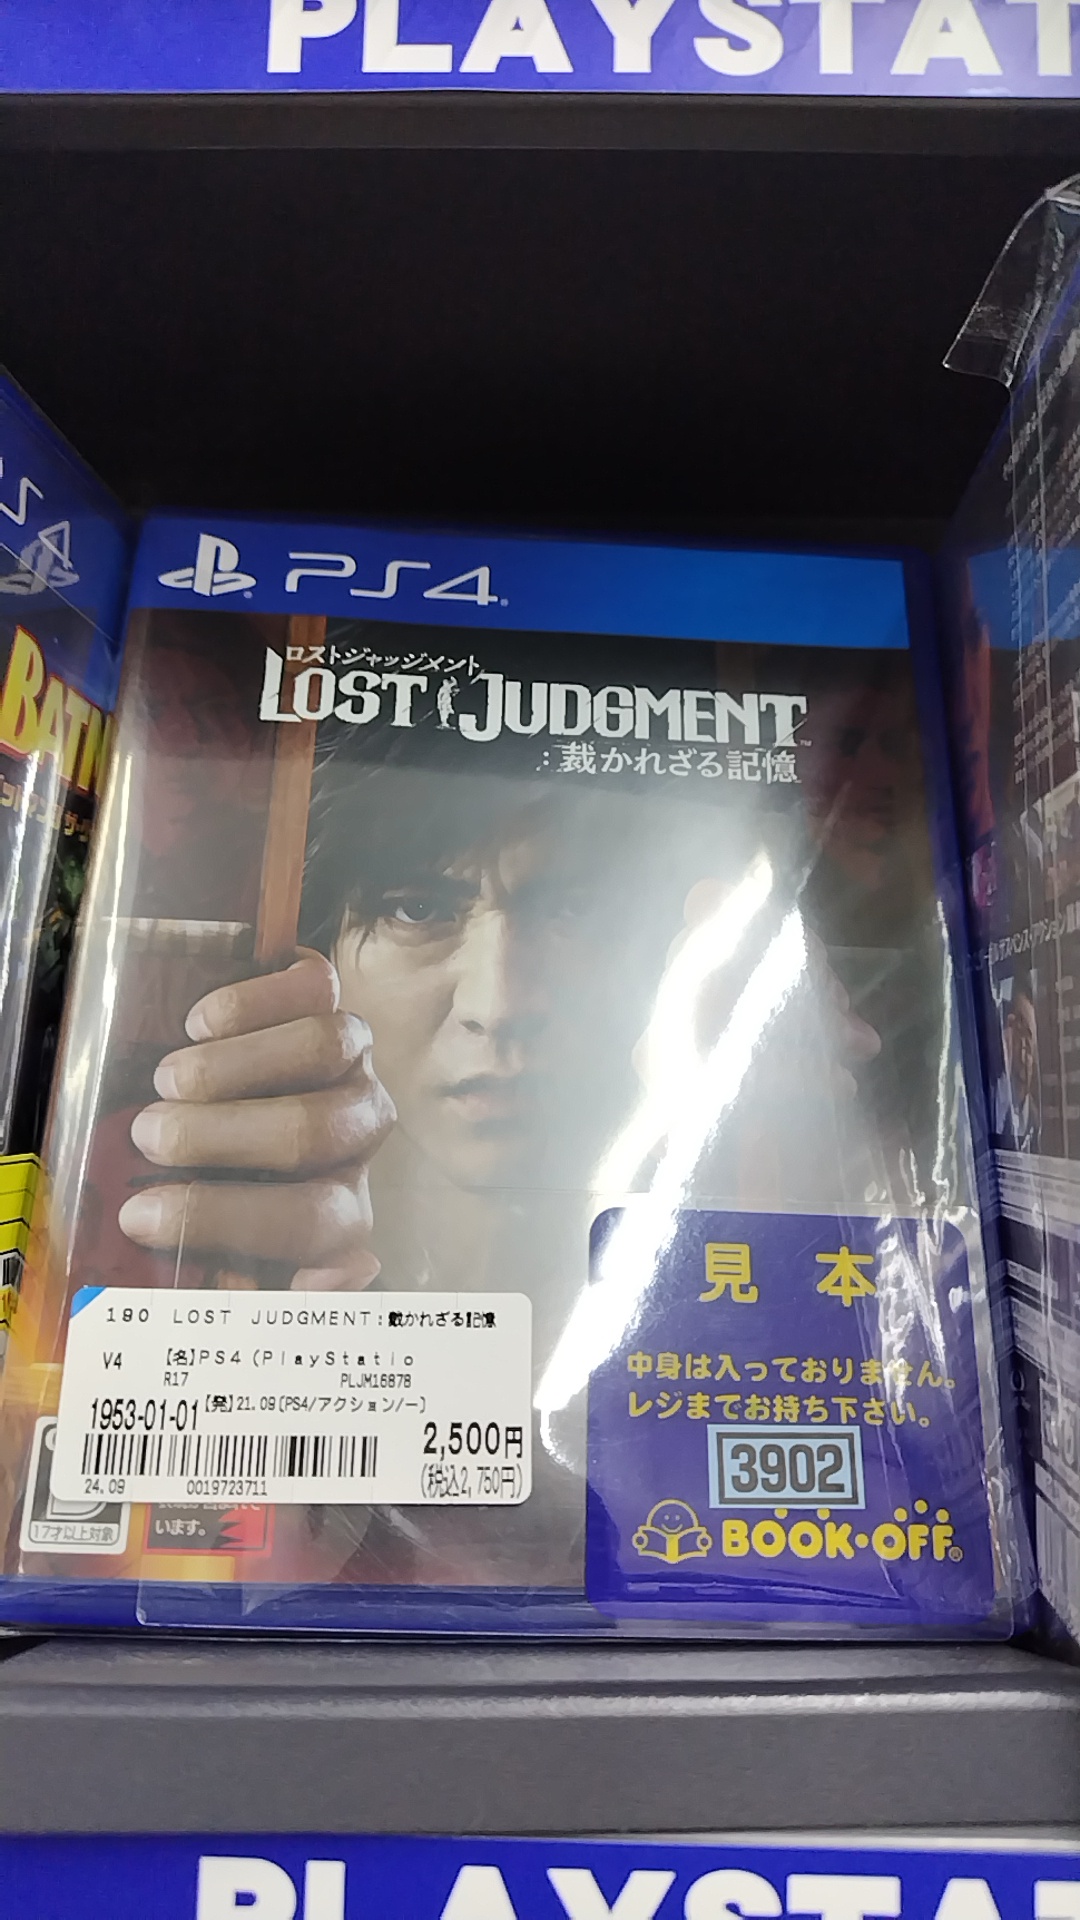 PLAYSTAT
PS4
BAT
PS4
ロストジャッジメント
LOST JUDGMENT™
:裁かれざる記憶
見本
中身は入っておりません。
レジまでお持ち下さい。
3902
BOOK・OFF®
190 LOST JUDGMENT:裁かれざる記憶
V4 【名】PS4(PlayStatio
R17 PLJM16878
1953-01-01 【発】21.09(PS4/アクション/ー)
2,500円
(税込2,750円)
24.09 0019723711
17才以上対象
います。
PLAYSTAT